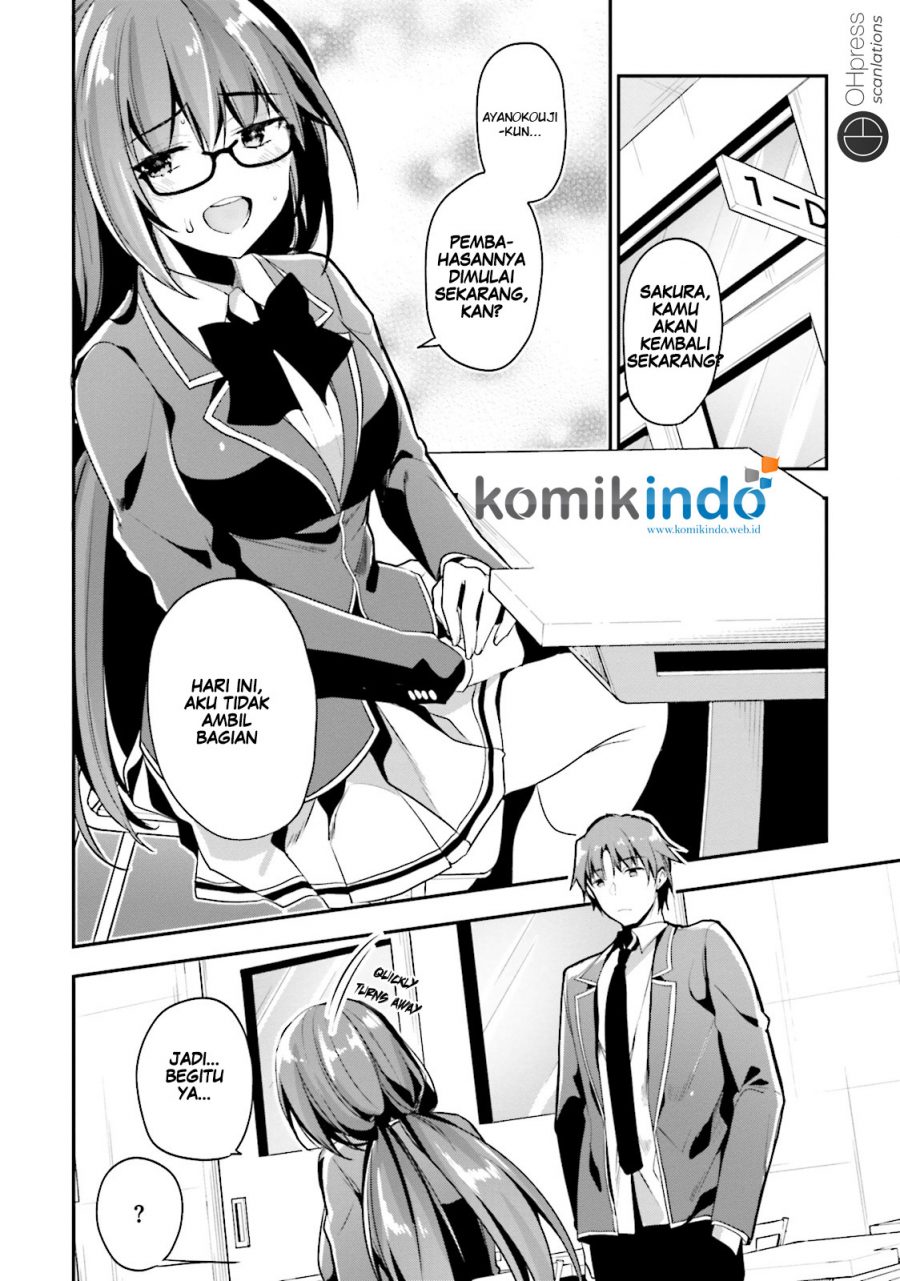 OHpress
scanlations
1-D
SAKURA,
KAMU
AKAN
KEMBALI
SEKARANG?
AYANOKOUJI
-KUN...
PEMBA-
HASANNYA
DIMULAI
SEKARANG,
KAN?
komikindo
www.komikindo.web.id
HARI INI,
AKU TIDAK
AMBIL
BAGIAN
QUICKLY
TURNS AWAY
JADI...
BEGITU
YA...
?